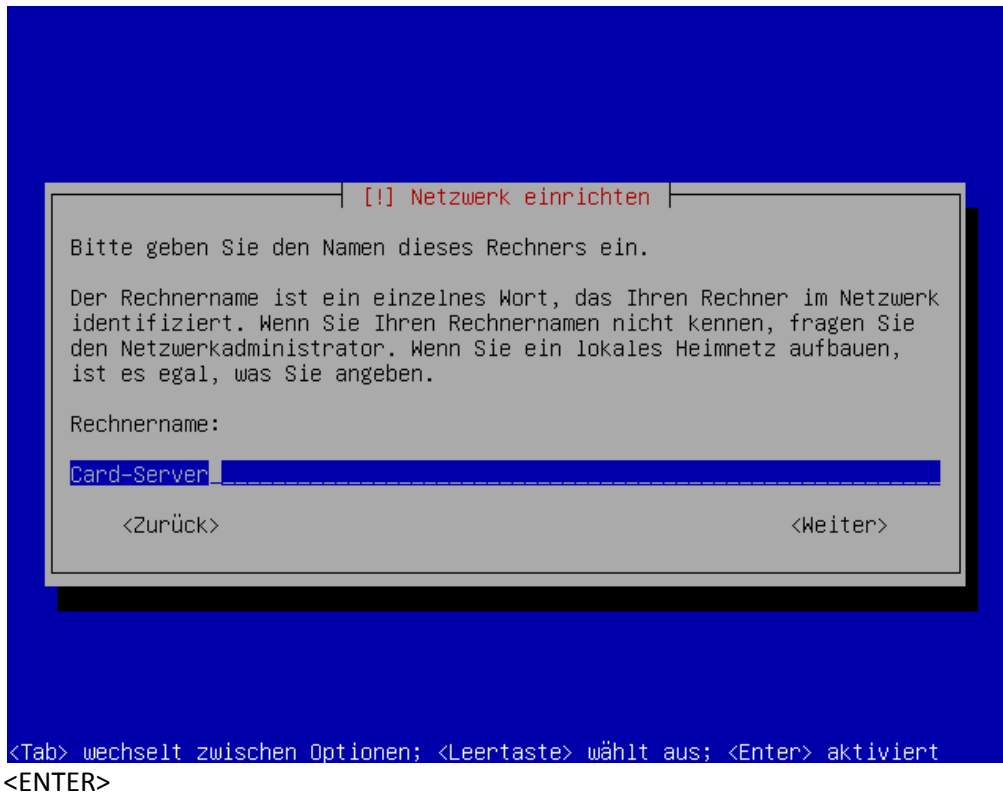 [!] Netzwerk einrichten
Bitte geben Sie den Namen dieses Rechners ein.
Der Rechnername ist ein einzelnes Wort, das Ihren Rechner im Netzwerk
identifiziert. Wenn Sie Ihren Rechnernamen nicht kennen, fragen Sie
den Netzwerkadministrator. Wenn Sie ein lokales Heimnetz aufbauen,
ist es egal, was Sie angeben.
Rechnername:
Card-Server
<Zurück> <Weiter>
<Tab> wechselt zwischen Optionen; <Leertaste> wählt aus; <Enter> aktiviert
<ENTER>